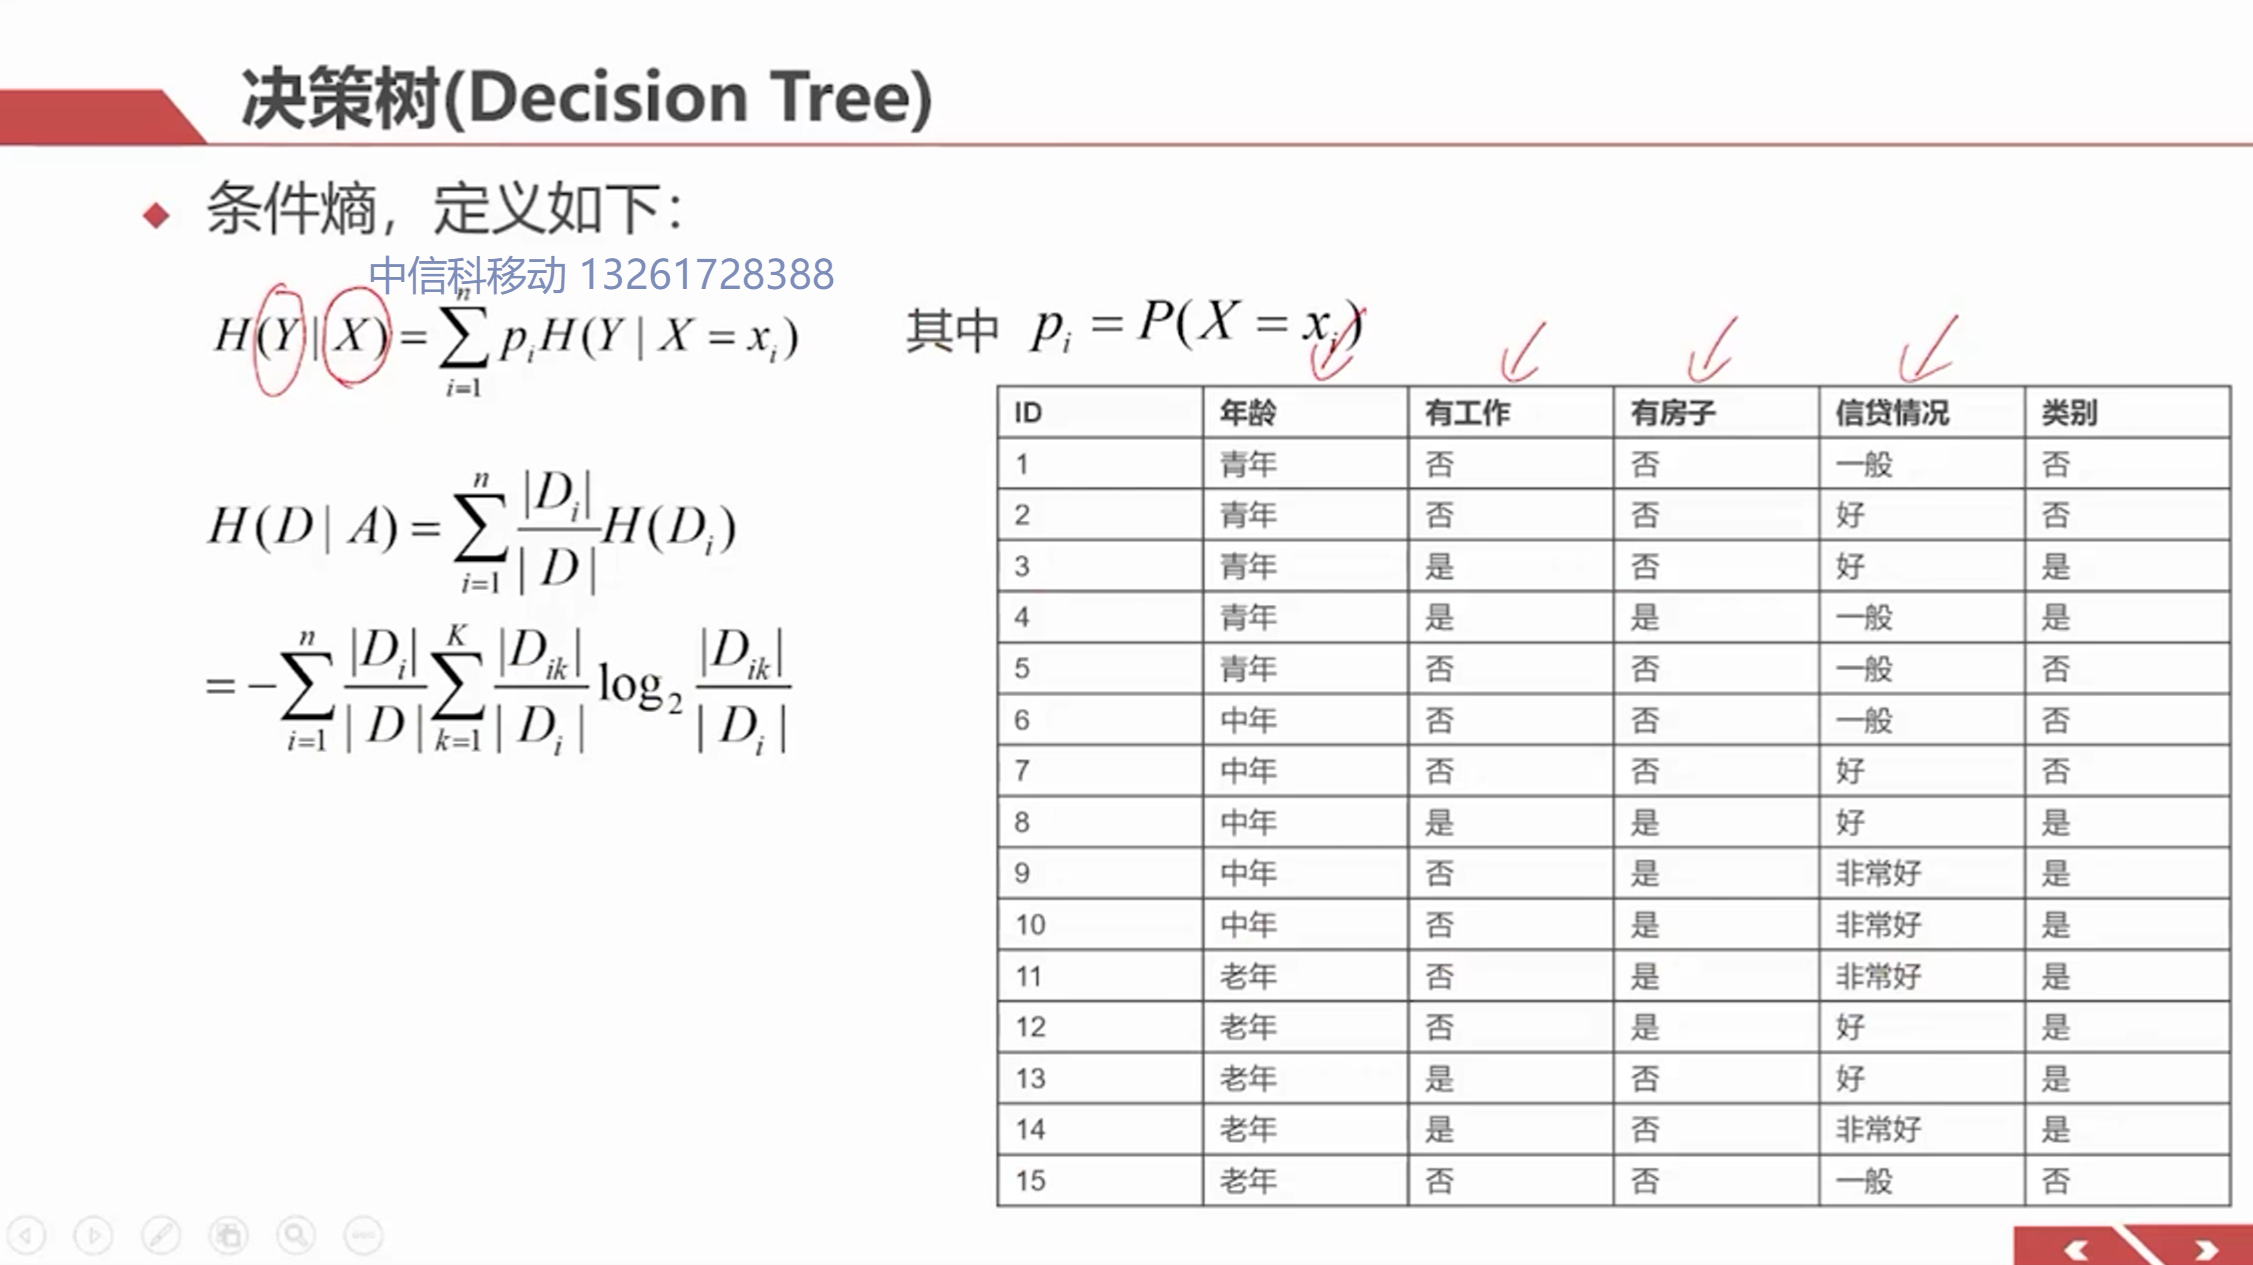 决策树(Decision Tree)
条件熵，定义如下：
中信科移动 13261728388
H(Y | X) = \sum_{i=1}^{n} p_i H(Y | X = x_i)
其中 p_i = P(X = x_i)
H(D | A) = \sum_{i=1}^{n} \frac{|D_i|}{|D|} H(D_i)
= -\sum_{i=1}^{n} \frac{|D_i|}{|D|} \sum_{k=1}^{K} \frac{|D_{ik}|}{|D_i|} \log_2 \frac{|D_{ik}|}{|D_i|}
ID 年龄 有工作 有房子 信贷情况 类别
1 青年 否 否 一般 否
2 青年 否 否 好 否
3 青年 是 否 好 是
4 青年 是 是 一般 是
5 青年 否 否 一般 否
6 中年 否 否 一般 否
7 中年 否 否 好 否
8 中年 是 是 好 是
9 中年 否 是 非常好 是
10 中年 否 是 非常好 是
11 老年 否 是 非常好 是
12 老年 否 是 好 是
13 老年 是 否 好 是
14 老年 是 否 非常好 是
15 老年 否 否 一般 否